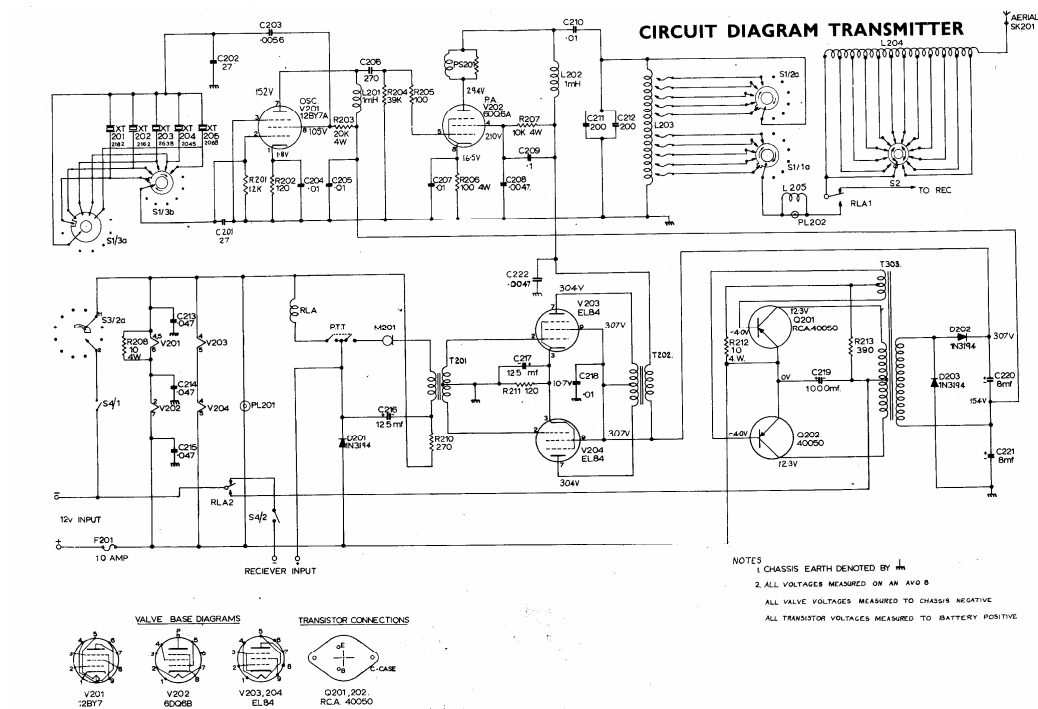 CIRCUIT DIAGRAM TRANSMITTER
AERIAL
SK201
C203
.0056
C202
27
C210
.01
L204
C206
270
PS201
L202
1mH
S1/2a
152V
OSC.
V201
12BY7A
L201
1mH
R204
39K
R205
100
294V
P.A.
V202
6DQ6A
R207
10K 4W
C211
200
C212
200
L203
XT
201
2182
XT
202
2162
XT
203
2638
XT
204
2045
XT
205
2068
105V
R203
20K
4W
210V
C209
.1
1.8V
16.5V
S1/1a
S1/3b
R201
12K
R202
120
C204
.01
C205
.01
C207
.01
R206
100 4W
C208
.0047
S2
TO REC
L205
RLA1
PL202
S1/3a
C201
27
C222
.0047
304V
T303.
S3/2a
C213
.047
RLA
V203
EL84
307V
12.3V
Q201
RCA.40050
-4.0V
R208
10
4W
V201
V203
P.T.T
M201
R212
10
4.W.
R213
390
D202
1N3194
307V
T201
C217
125 mf
T202.
C214
.047
R211 120
10.7V
C218
.01
0V
C219
1000mf.
D203
1N3194
C220
8mf
154V
S4/1
V202
V204
PL201
C216
12.5mf
C215
.047
D201
1N3194
R210
270
307V
V204
EL84
304V
-4.0V
Q202
40050
12.3V
C221
8mf
RLA2
12v INPUT
S4/2
F201
10 AMP
RECIEVER INPUT
NOTES
1. CHASSIS EARTH DENOTED BY
2. ALL VOLTAGES MEASURED ON AN AVO 8
ALL VALVE VOLTAGES MEASURED TO CHASSIS NEGATIVE
ALL TRANSISTOR VOLTAGES MEASURED TO BATTERY POSITIVE
VALVE BASE DIAGRAMS
TRANSISTOR CONNECTIONS
E
B
C-CASE
V201
12BY7
V202
6DQ6B
V203,204
EL84
Q201,202.
RCA. 40050